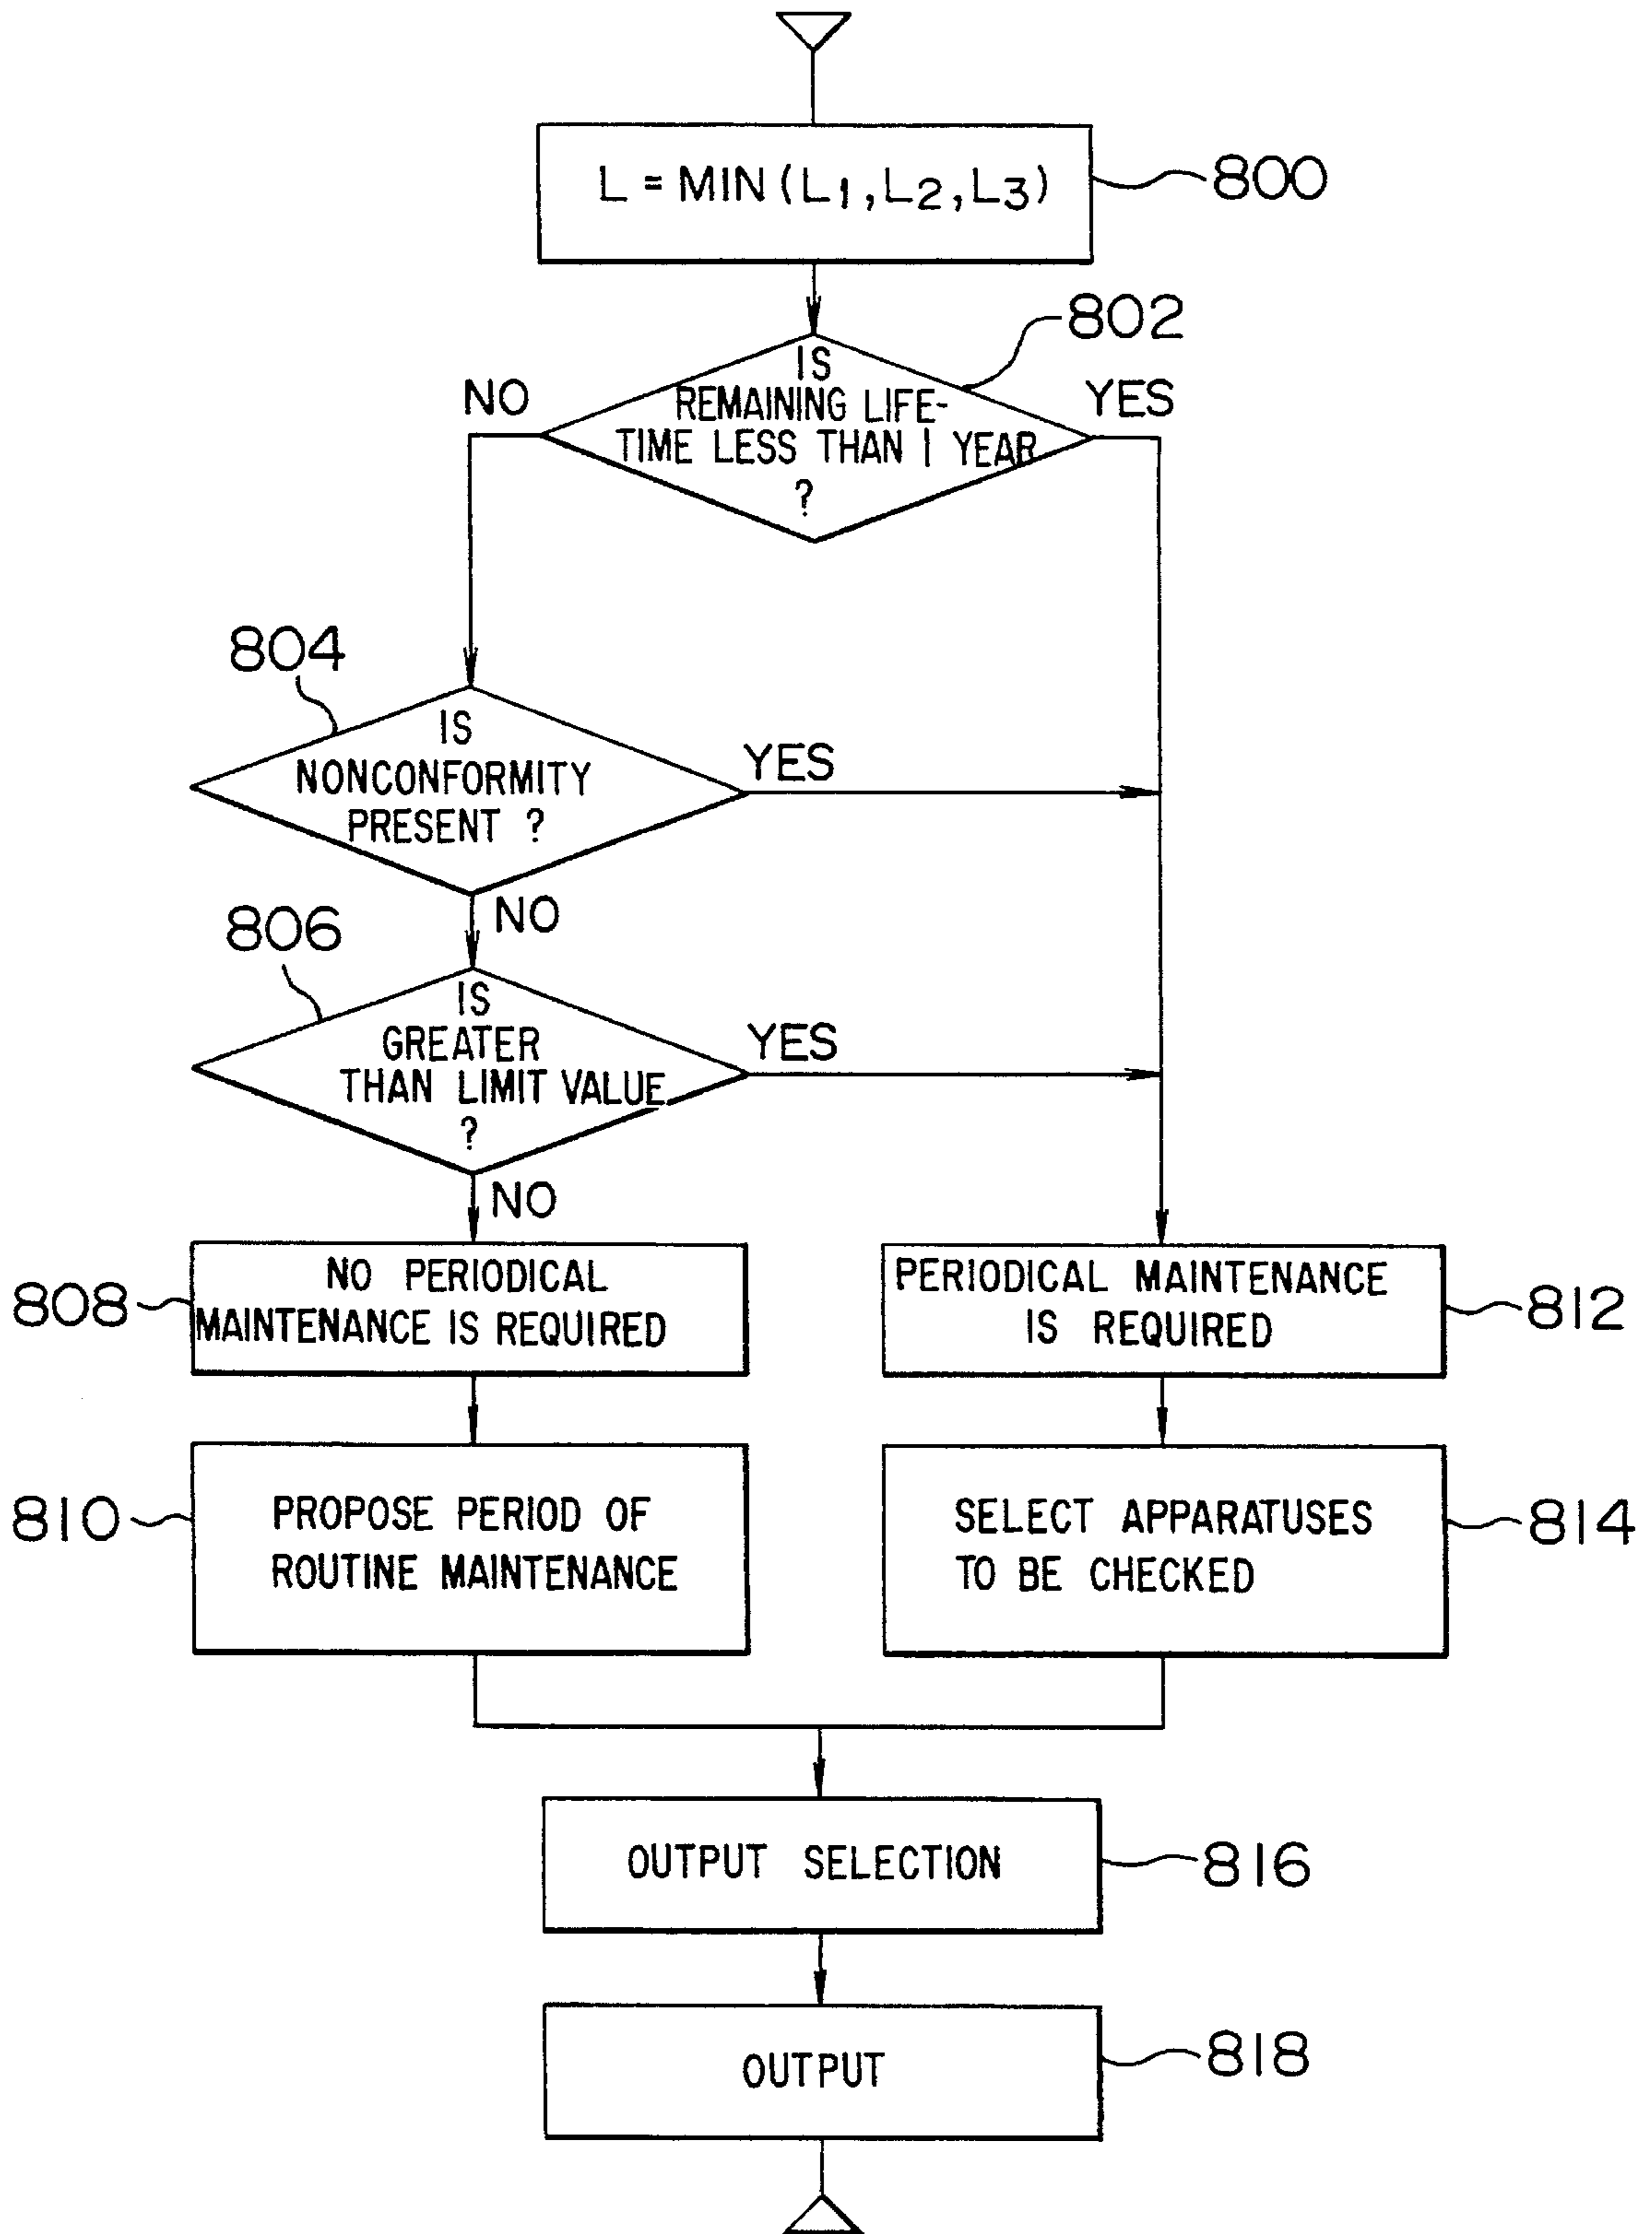 L = MIN (L1, L2, L3)
800
802
IS
REMAINING LIFE-
TIME LESS THAN 1 YEAR
?
NO
YES
804
IS
NONCONFORMITY
PRESENT ?
YES
NO
806
IS
GREATER
THAN LIMIT VALUE
?
YES
NO
808
NO PERIODICAL
MAINTENANCE IS REQUIRED
PERIODICAL MAINTENANCE
IS REQUIRED
812
810
PROPOSE PERIOD OF
ROUTINE MAINTENANCE
SELECT APPARATUSES
TO BE CHECKED
814
OUTPUT SELECTION
816
OUTPUT
818